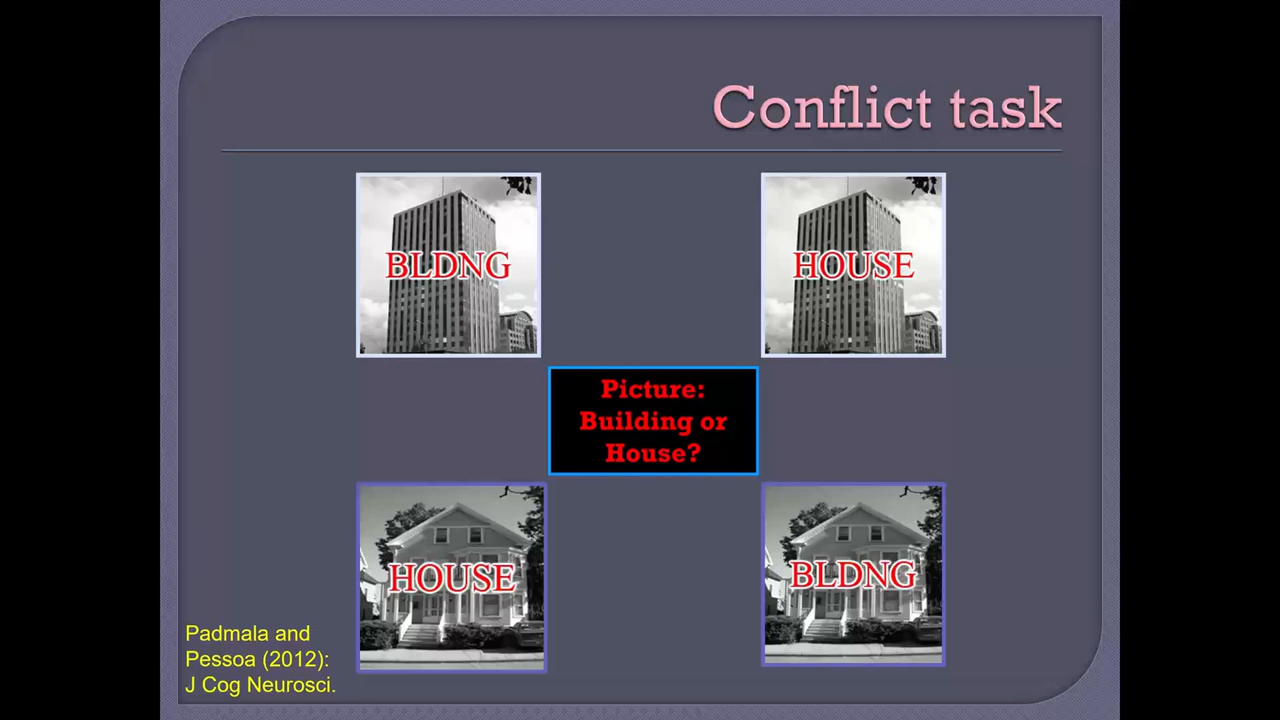 Conflict task
BLDNG
HOUSE
Picture:
Building or
House?
HOUSE
BLDNG
Padmala and
Pessoa (2012):
J Cog Neurosci.